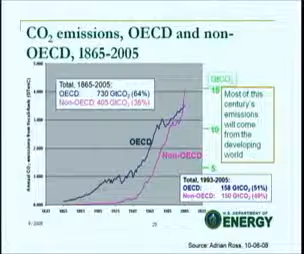 CO₂ emissions, OECD and non-
OECD, 1865-2005
Total, 1865-2005:
OECD: 730 GtCO₂ (64%)
Non-OECD: 405 GtCO₂ (36%)
GtCO₂
15
10
5
Most of this
century's
emissions
will come
from the
developing
world
OECD
Non-OECD
Total, 1993-2005:
OECD: 158 GtCO₂ (51%)
Non-OECD: 150 GtCO₂ (49%)
U.S. DEPARTMENT OF
ENERGY
Source: Adrian Ross, 10-06-08